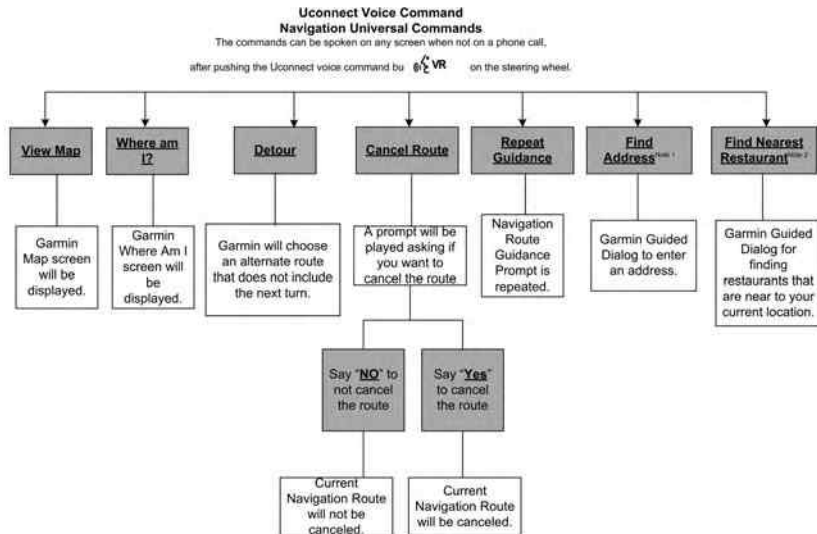 Uconnect Voice Command
Navigation Universal Commands
The commands can be spoken on any screen when not on a phone call,
after pushing the Uconnect voice command bu VR on the steering wheel.
View Map
Where am
I?
Detour
Cancel Route
Repeat
Guidance
Find
Address Note 1
Find Nearest
Restaurant Note 2
Garmin
Map screen
will be
displayed.
Garmin
Where Am I
screen will
be
displayed.
Garmin will choose
an alternate route
that does not include
the next turn.
A prompt will be
played asking if
you want to
cancel the route
Navigation
Route
Guidance
Prompt is
repeated.
Garmin Guided
Dialog to enter
an address.
Garmin Guided
Dialog for
finding
restaurants that
are near to your
current location.
Say "NO" to
not cancel
the route
Say "Yes"
to cancel
the route
Current
Navigation Route
will not be
canceled.
Current
Navigation Route
will be canceled.